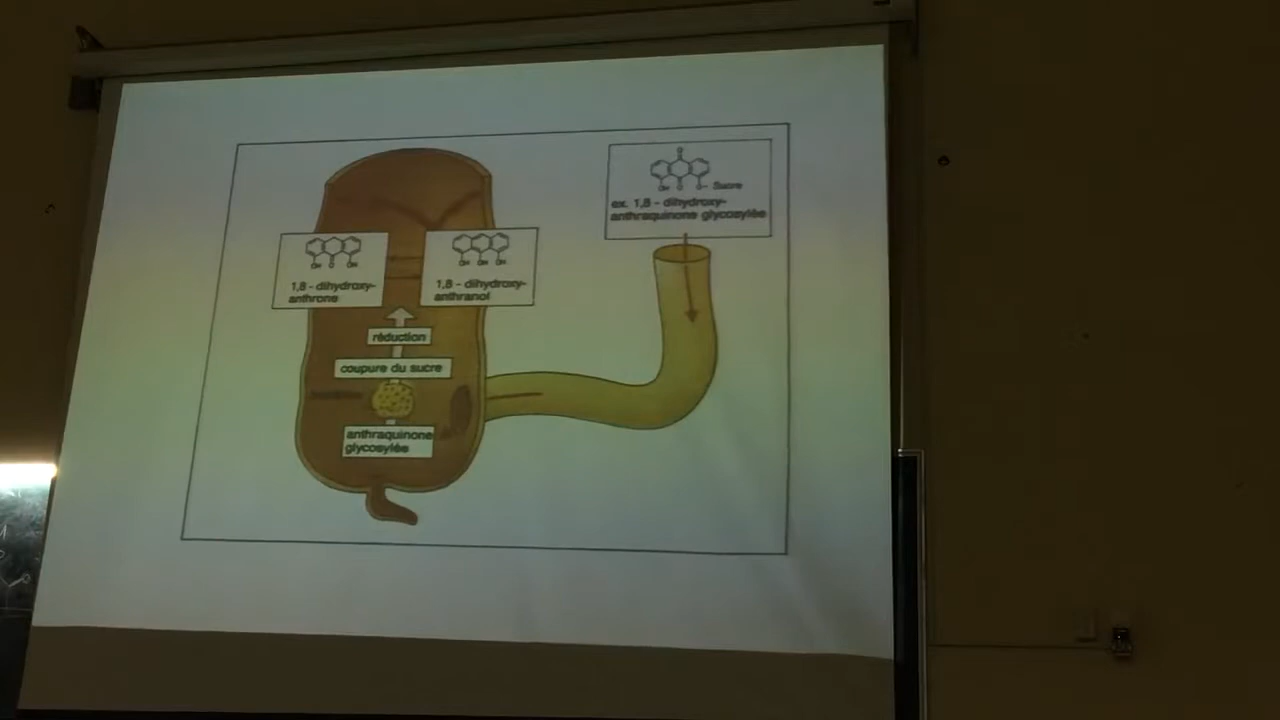 Sucre
ex. 1,8 - dihydroxy-
anthraquinone glycosylée
1,8 - dihydroxy-
anthrone
1,8 - dihydroxy-
anthranol
réduction
coupure du sucre
anthraquinone
glycosylée